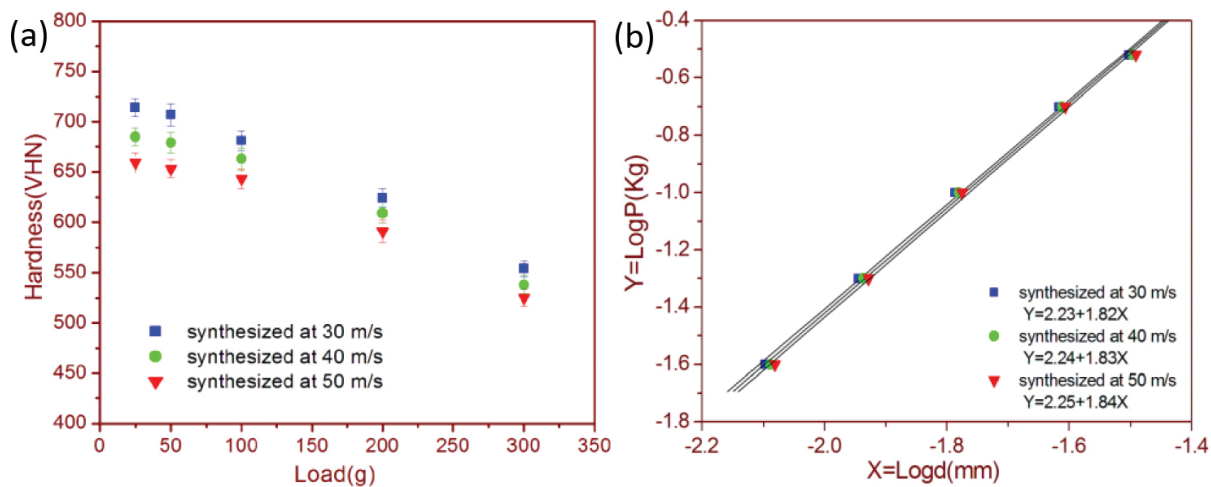 (a)
800
750
700
650
600
550
500
450
400
Hardness(VHN)
synthesized at 30 m/s
synthesized at 40 m/s
synthesized at 50 m/s
0 50 100 150 200 250 300 350
Load(g)
(b)
-0.4
-0.6
-0.8
-1.0
-1.2
-1.4
-1.6
-1.8
Y=LogP(Kg)
synthesized at 30 m/s
Y=2.23+1.82X
synthesized at 40 m/s
Y=2.24+1.83X
synthesized at 50 m/s
Y=2.25+1.84X
-2.2 -2.0 -1.8 -1.6 -1.4
X=Logd(mm)